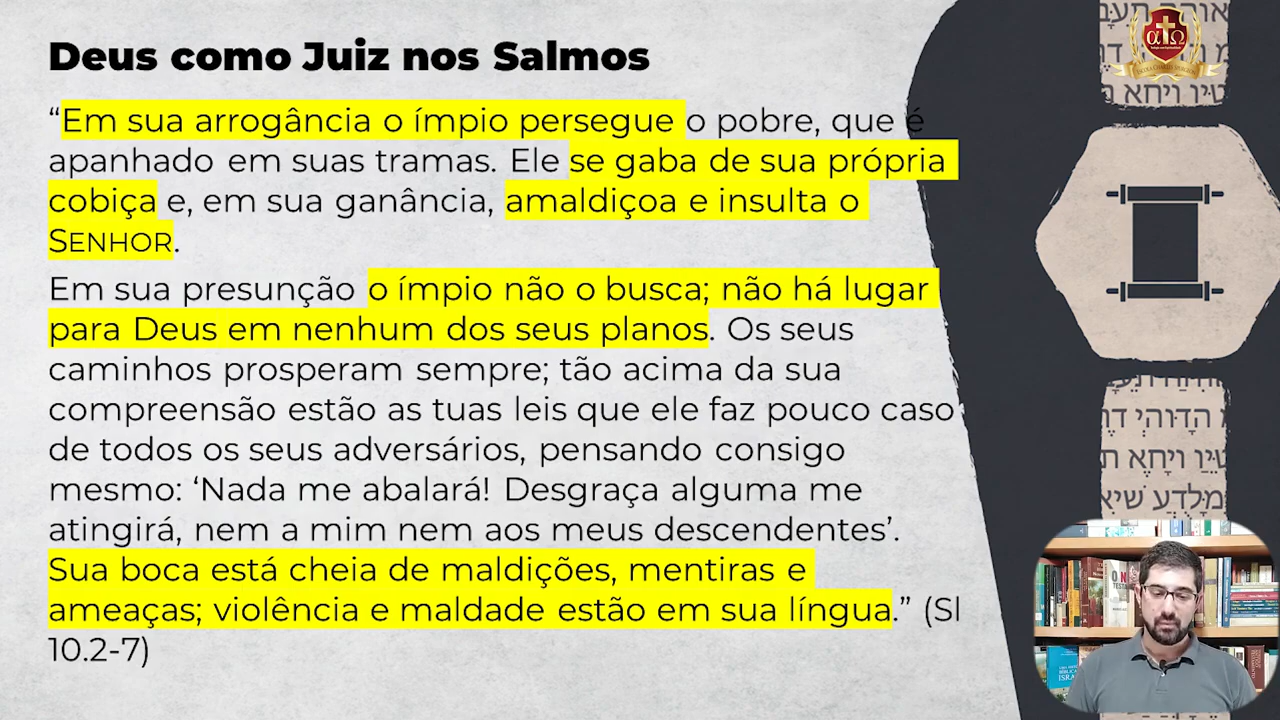 Deus como Juiz nos Salmos
“Em sua arrogância o ímpio persegue o pobre, que é
apanhado em suas tramas. Ele se gaba de sua própria
cobiça e, em sua ganância, amaldiçoa e insulta o
SENHOR.
Em sua presunção o ímpio não o busca; não há lugar
para Deus em nenhum dos seus planos. Os seus
caminhos prosperam sempre; tão acima da sua
compreensão estão as tuas leis que ele faz pouco caso
de todos os seus adversários, pensando consigo
mesmo: ‘Nada me abalará! Desgraça alguma me
atingirá, nem a mim nem aos meus descendentes’.
Sua boca está cheia de maldições, mentiras e
ameaças; violência e maldade estão em sua língua.” (Sl
10.2-7)
α Ω